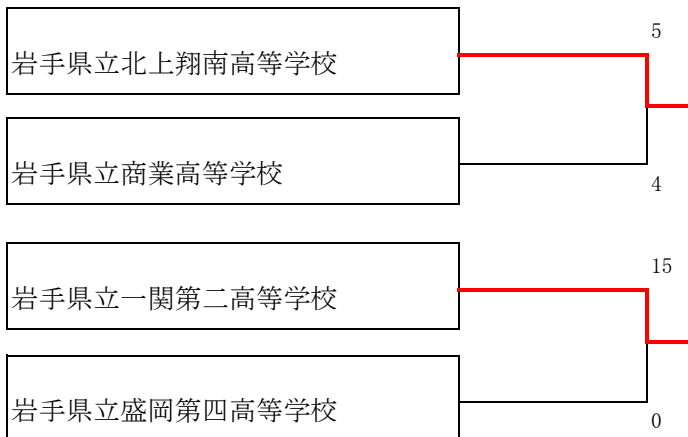 5
岩手県立北上翔南高等学校
岩手県立商業高等学校
4
15
岩手県立一関第二高等学校
岩手県立盛岡第四高等学校
0